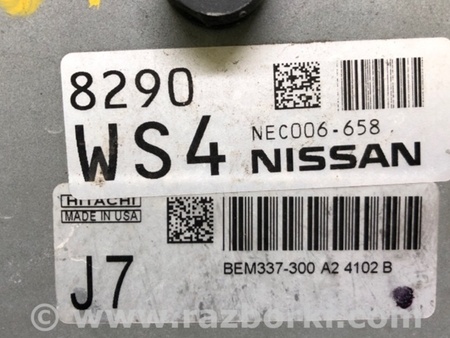 8290
NEC006-658
WS4 NISSAN
HITACHI
MADE IN USA
J7
BEM337-300 A2 4102 B
www.razborki.com